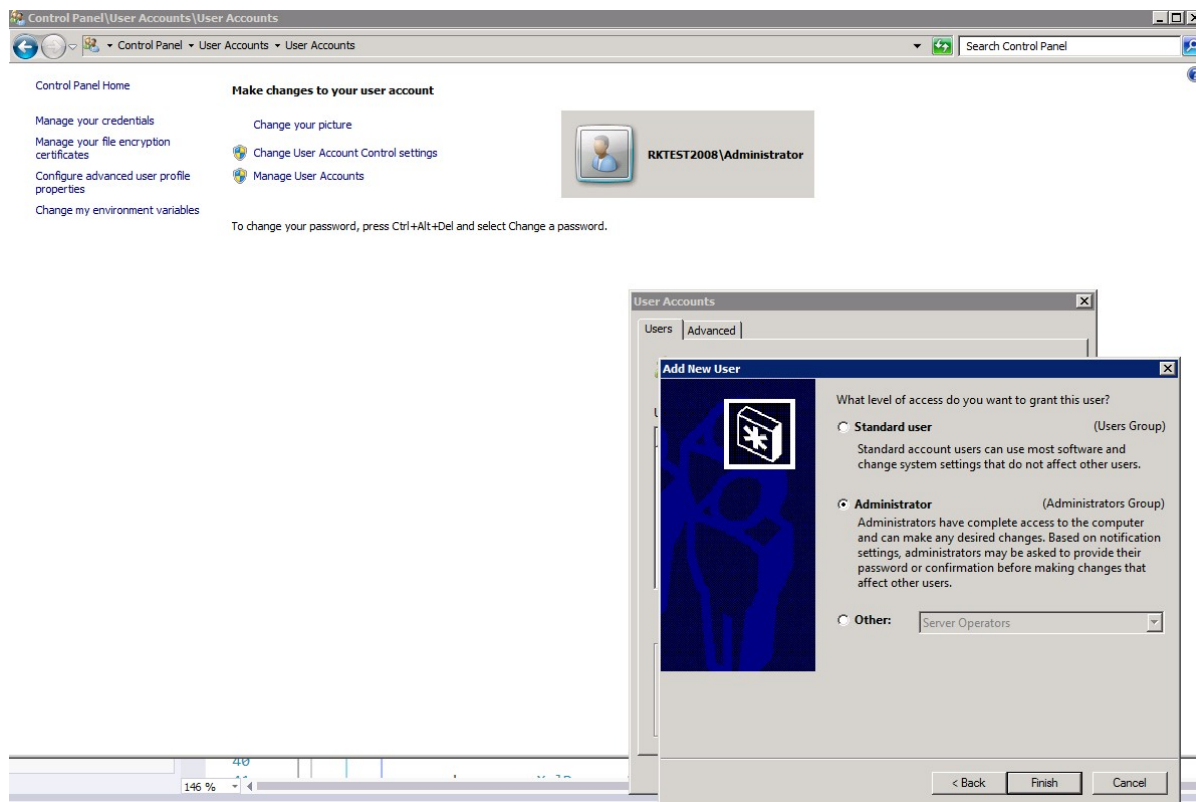 Control Panel\User Accounts\User Accounts
Control Panel User Accounts User Accounts
Search Control Panel
Control Panel Home
Manage your credentials
Manage your file encryption
certificates
Configure advanced user profile
properties
Change my environment variables
Make changes to your user account
Change your picture
Change User Account Control settings
Manage User Accounts
RKTEST2008\Administrator
To change your password, press Ctrl+Alt+Del and select Change a password.
User Accounts
Users Advanced
Add New User
What level of access do you want to grant this user?
Standard user (Users Group)
Standard account users can use most software and
change system settings that do not affect other users.
Administrator (Administrators Group)
Administrators have complete access to the computer
and can make any desired changes. Based on notification
settings, administrators may be asked to provide their
password or confirmation before making changes that
affect other users.
Other: Server Operators
< Back Finish Cancel
40
146 %